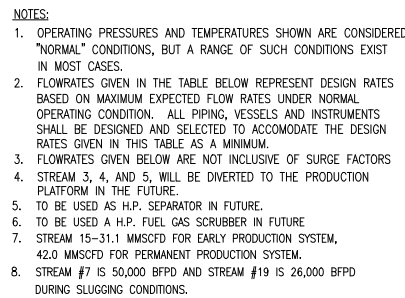 NOTES:
1. OPERATING PRESSURES AND TEMPERATURES SHOWN ARE CONSIDERED
"NORMAL" CONDITIONS, BUT A RANGE OF SUCH CONDITIONS EXIST
IN MOST CASES.
2. FLOWRATES GIVEN IN THE TABLE BELOW REPRESENT DESIGN RATES
BASED ON MAXIMUM EXPECTED FLOW RATES UNDER NORMAL
OPERATING CONDITION. ALL PIPING, VESSELS AND INSTRUMENTS
SHALL BE DESIGNED AND SELECTED TO ACCOMODATE THE DESIGN
RATES GIVEN IN THIS TABLE AS A MINIMUM.
3. FLOWRATES GIVEN BELOW ARE NOT INCLUSIVE OF SURGE FACTORS
4. STREAM 3, 4, AND 5, WILL BE DIVERTED TO THE PRODUCTION
PLATFORM IN THE FUTURE.
5. TO BE USED AS H.P. SEPARATOR IN FUTURE.
6. TO BE USED A H.P. FUEL GAS SCRUBBER IN FUTURE
7. STREAM 15-31.1 MMSCFD FOR EARLY PRODUCTION SYSTEM,
42.0 MMSCFD FOR PERMANENT PRODUCTION SYSTEM.
8. STREAM #7 IS 50,000 BFPD AND STREAM #19 IS 26,000 BFPD
DURING SLUGGING CONDITIONS.